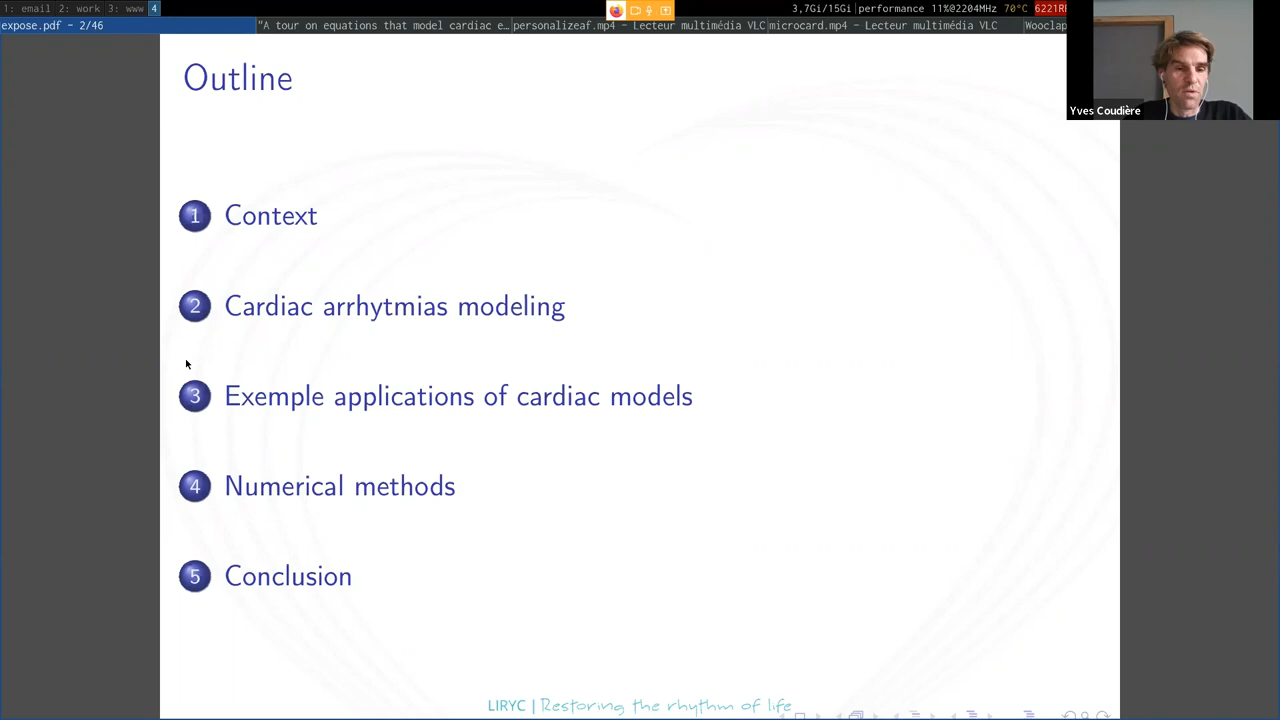 1: email 2: work 3: www 4
3,7Gi/15Gi|performance 11%@2204MHz 70°C 6221R
expose.pdf - 2/46
"A tour on equations that model cardiac e… personalizeaf.mp4 - Lecteur multimédia VLC microcard.mp4 - Lecteur multimédia VLC Wooclap
Yves Coudière
Outline
1 Context
2 Cardiac arrhytmias modeling
3 Exemple applications of cardiac models
4 Numerical methods
5 Conclusion
LIRYC | Restoring the rhythm of life